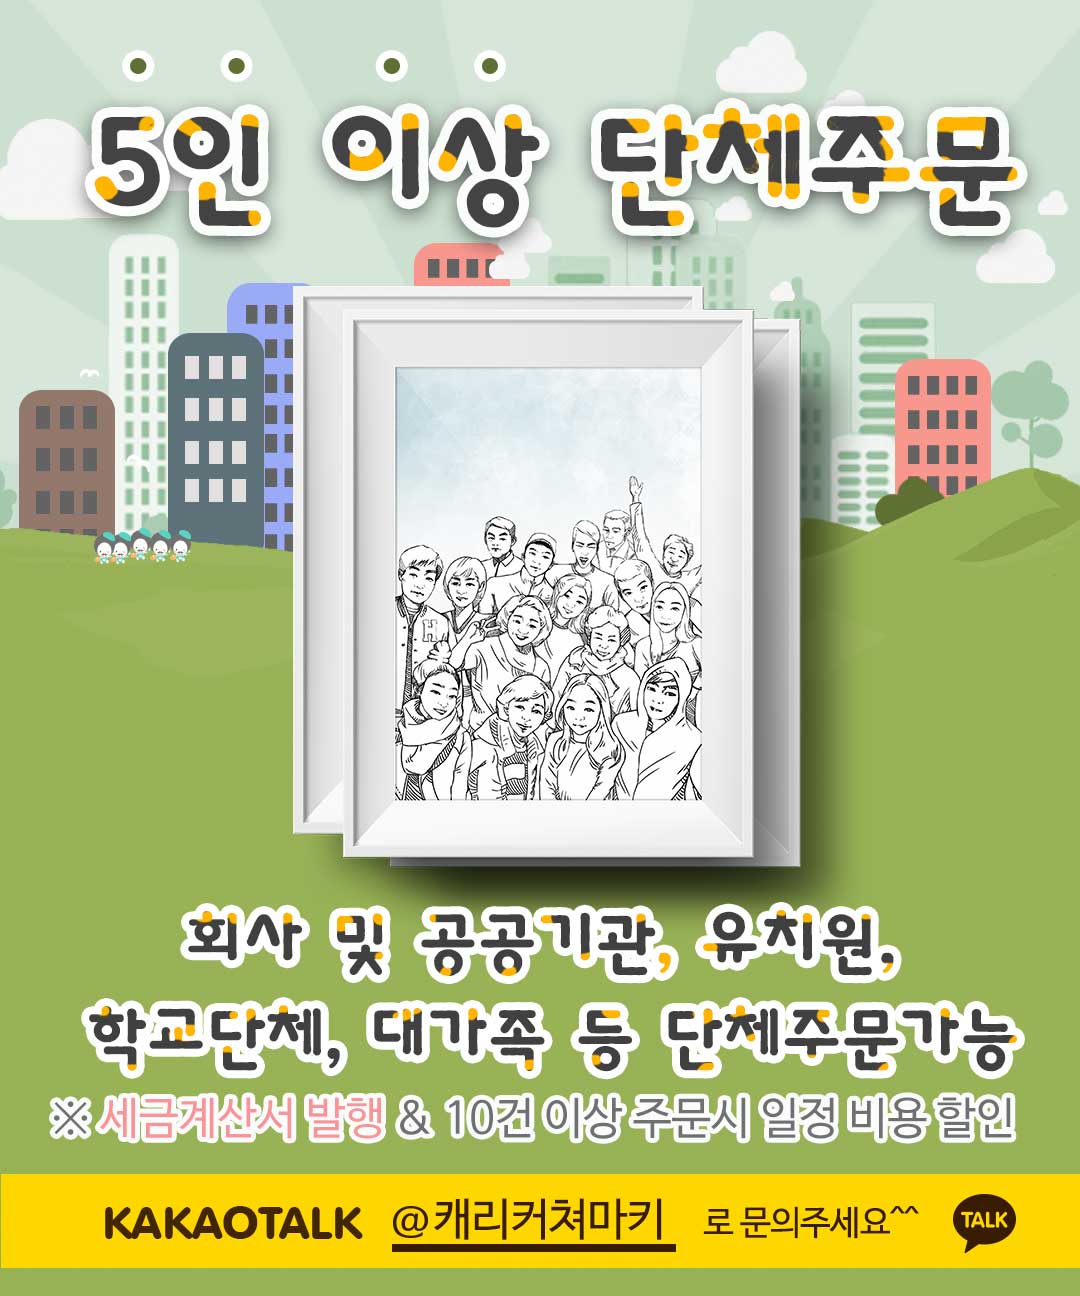 5인 이상 단체주문
H
회사 및 공공기관, 유치원,
학교단체, 대가족 등 단체주문가능
※ 세금계산서 발행 & 10건 이상 주문시 일정 비용 할인
KAKAOTALK @캐리커쳐마키 로 문의주세요^^ TALK